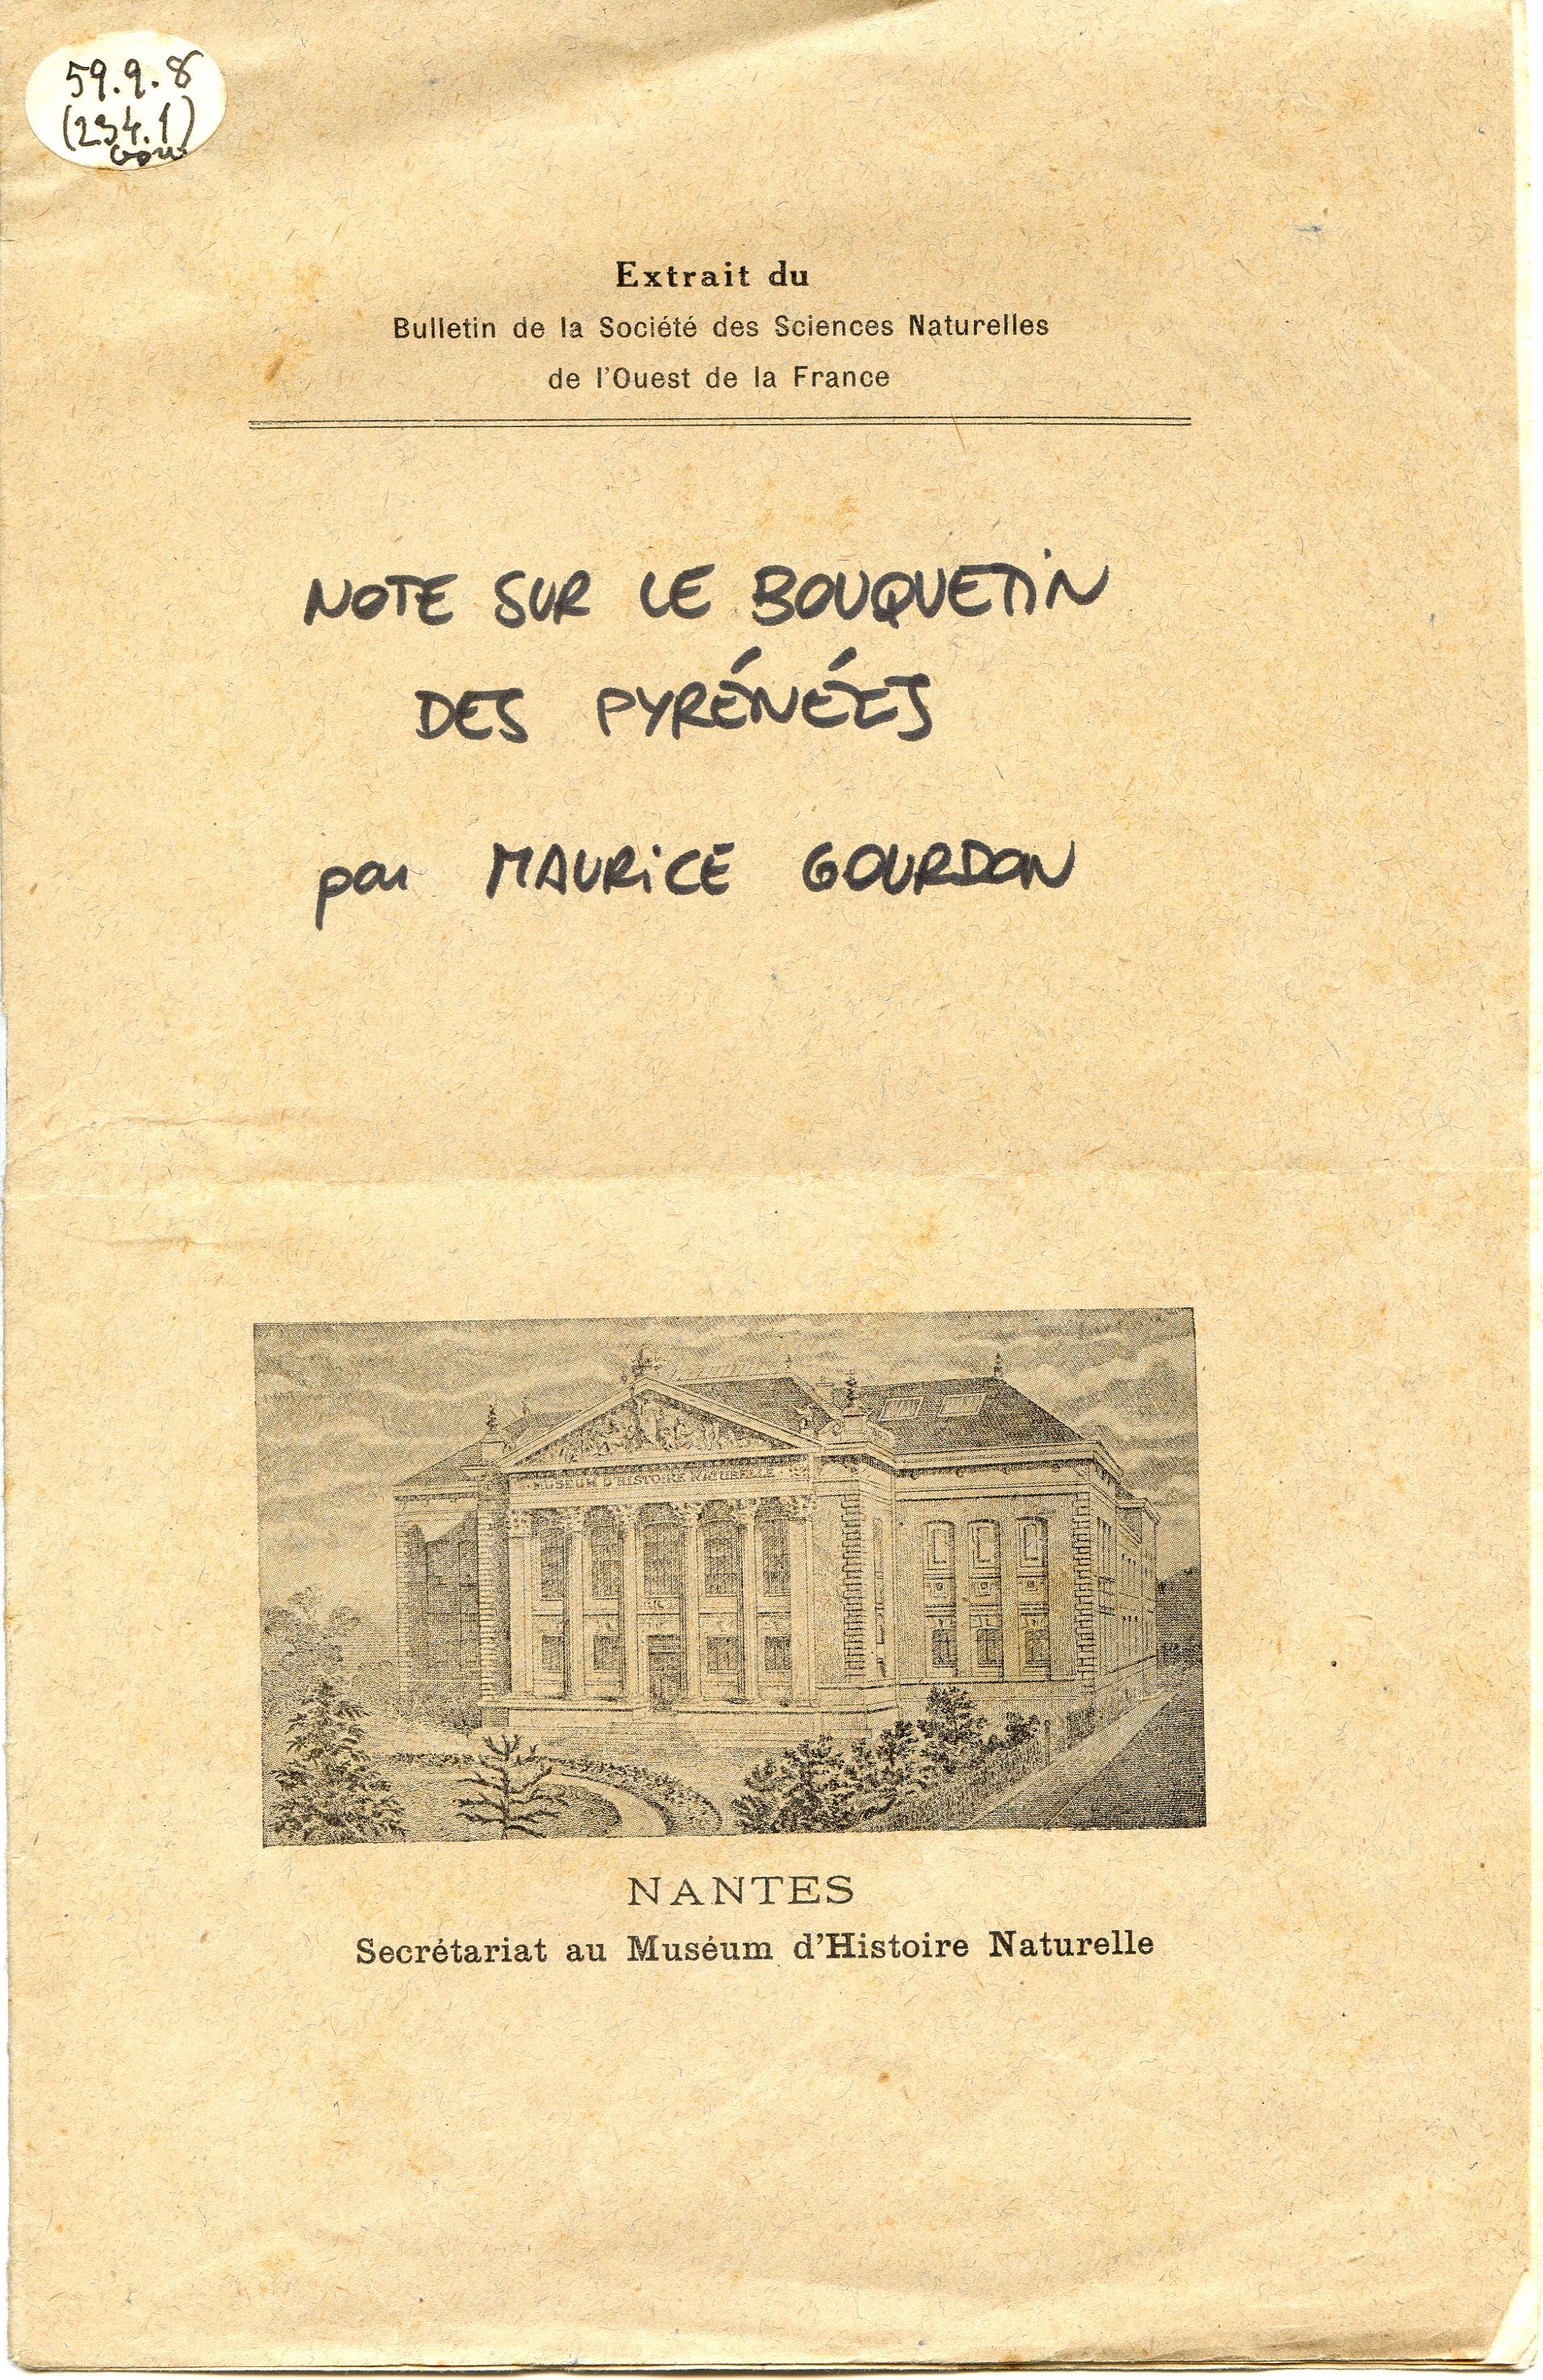 59.9.8
(234.1)
GOU
Extrait du
Bulletin de la Société des Sciences Naturelles
de l'Ouest de la France
NOTE SUR LE BOUQUETiN
DES PYRÉNÉES
par MAURiCE GOURDON
MUSEUM D'HISTOIRE NATURELLE
NANTES
Secrétariat au Muséum d'Histoire Naturelle